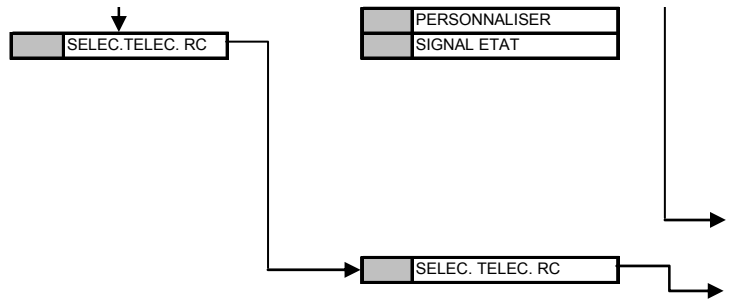 PERSONNALISER
SELEC.TELEC. RC
SIGNAL ETAT
SELEC. TELEC. RC